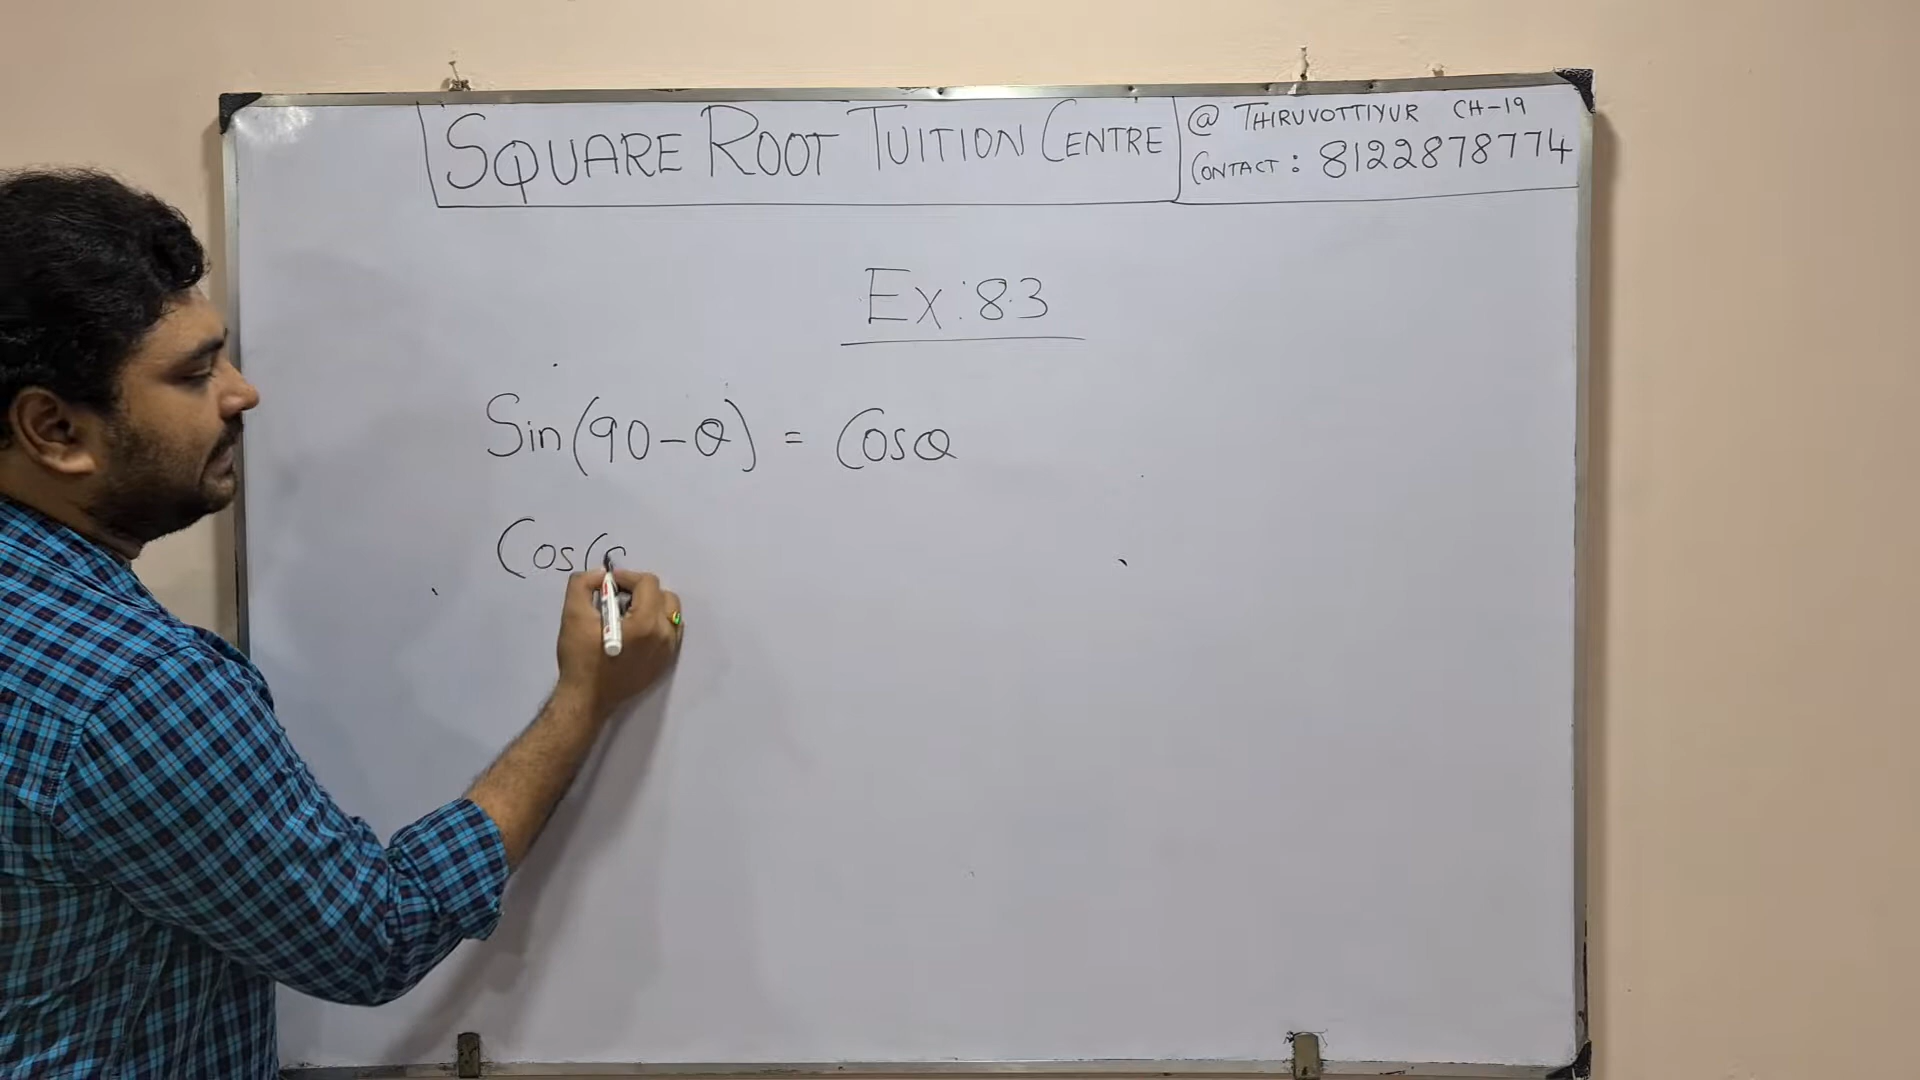 SQUARE ROOT TUITION CENTRE
@ THIRUVOTTIYUR CH-19
CONTACT : 8122878774
Ex : 8.3
Sin(90-θ) = Cosθ
Cos(